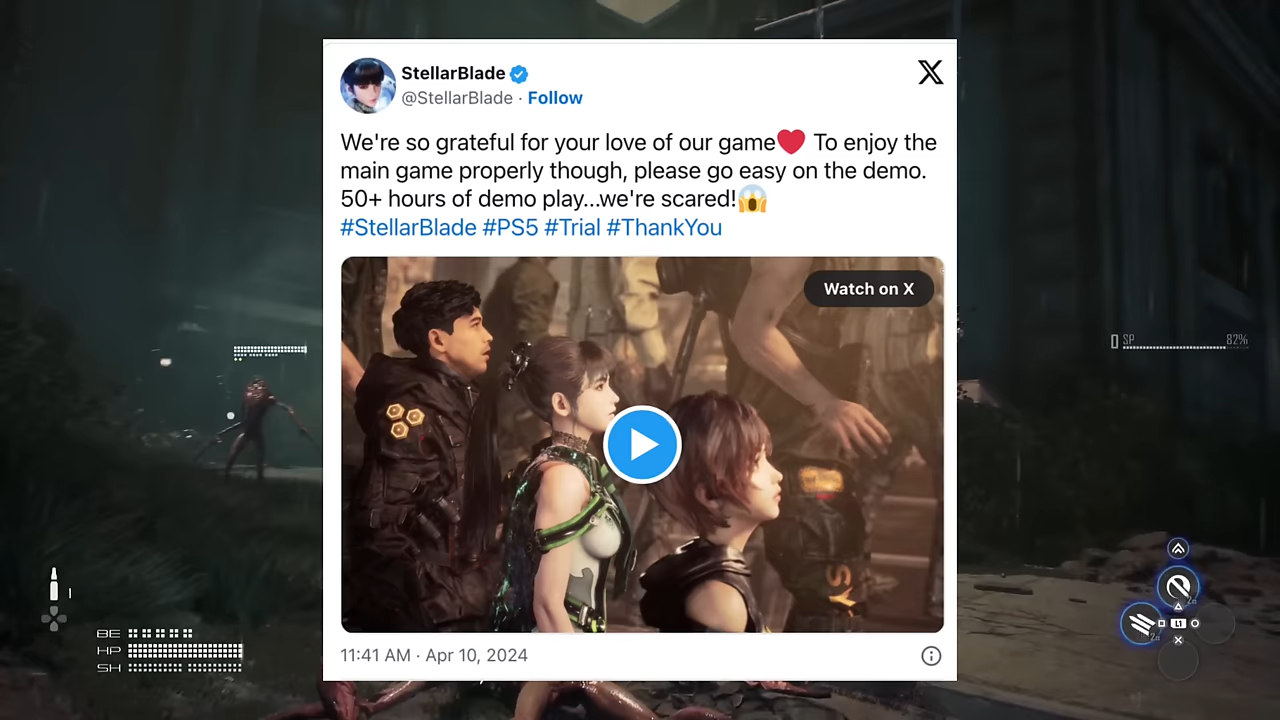 StellarBlade
@StellarBlade · Follow
We're so grateful for your love of our game❤️ To enjoy the
main game properly though, please go easy on the demo.
50+ hours of demo play...we're scared!😱
#StellarBlade #PS5 #Trial #ThankYou
Watch on X
SY
11:41 AM · Apr 10, 2024
SP 82%
BE
HP
SH
L1